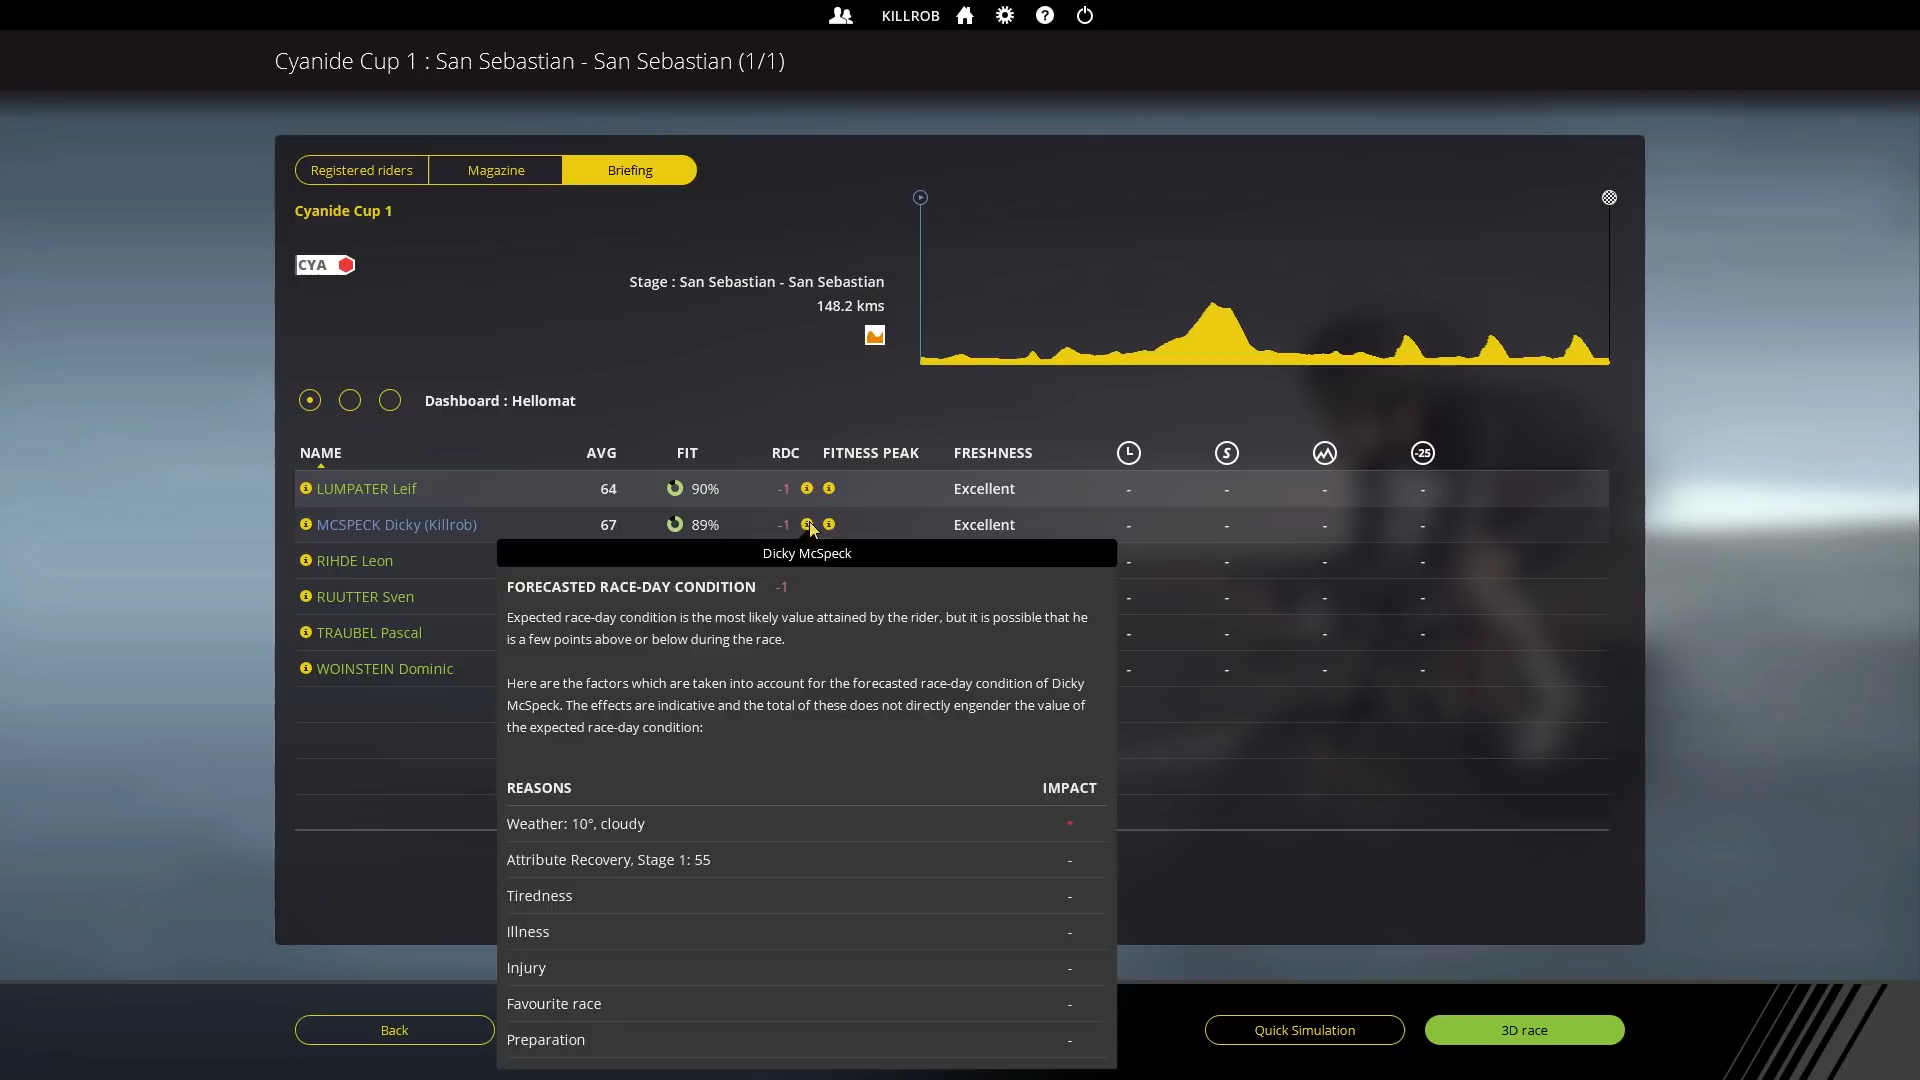 KILLROB
Cyanide Cup 1 : San Sebastian - San Sebastian (1/1)
Registered riders
Magazine
Briefing
Cyanide Cup 1
CYA
Stage : San Sebastian - San Sebastian
148.2 kms
Dashboard : Hellomat
NAME AVG FIT RDC FITNESS PEAK FRESHNESS L S -25
LUMPATER Leif 64 90% -1 Excellent - - - -
MCSPECK Dicky (Killrob) 67 89% -1 Excellent - - - -
RIHDE Leon - - - -
RUUTTER Sven - - - -
TRAUBEL Pascal - - - -
WOINSTEIN Dominic - - - -
Dicky McSpeck
FORECASTED RACE-DAY CONDITION -1
Expected race-day condition is the most likely value attained by the rider, but it is possible that he
is a few points above or below during the race.
Here are the factors which are taken into account for the forecasted race-day condition of Dicky
McSpeck. The effects are indicative and the total of these does not directly engender the value of
the expected race-day condition:
REASONS IMPACT
Weather: 10°, cloudy *
Attribute Recovery, Stage 1: 55 -
Tiredness -
Illness -
Injury -
Favourite race -
Preparation -
Back
Quick Simulation
3D race